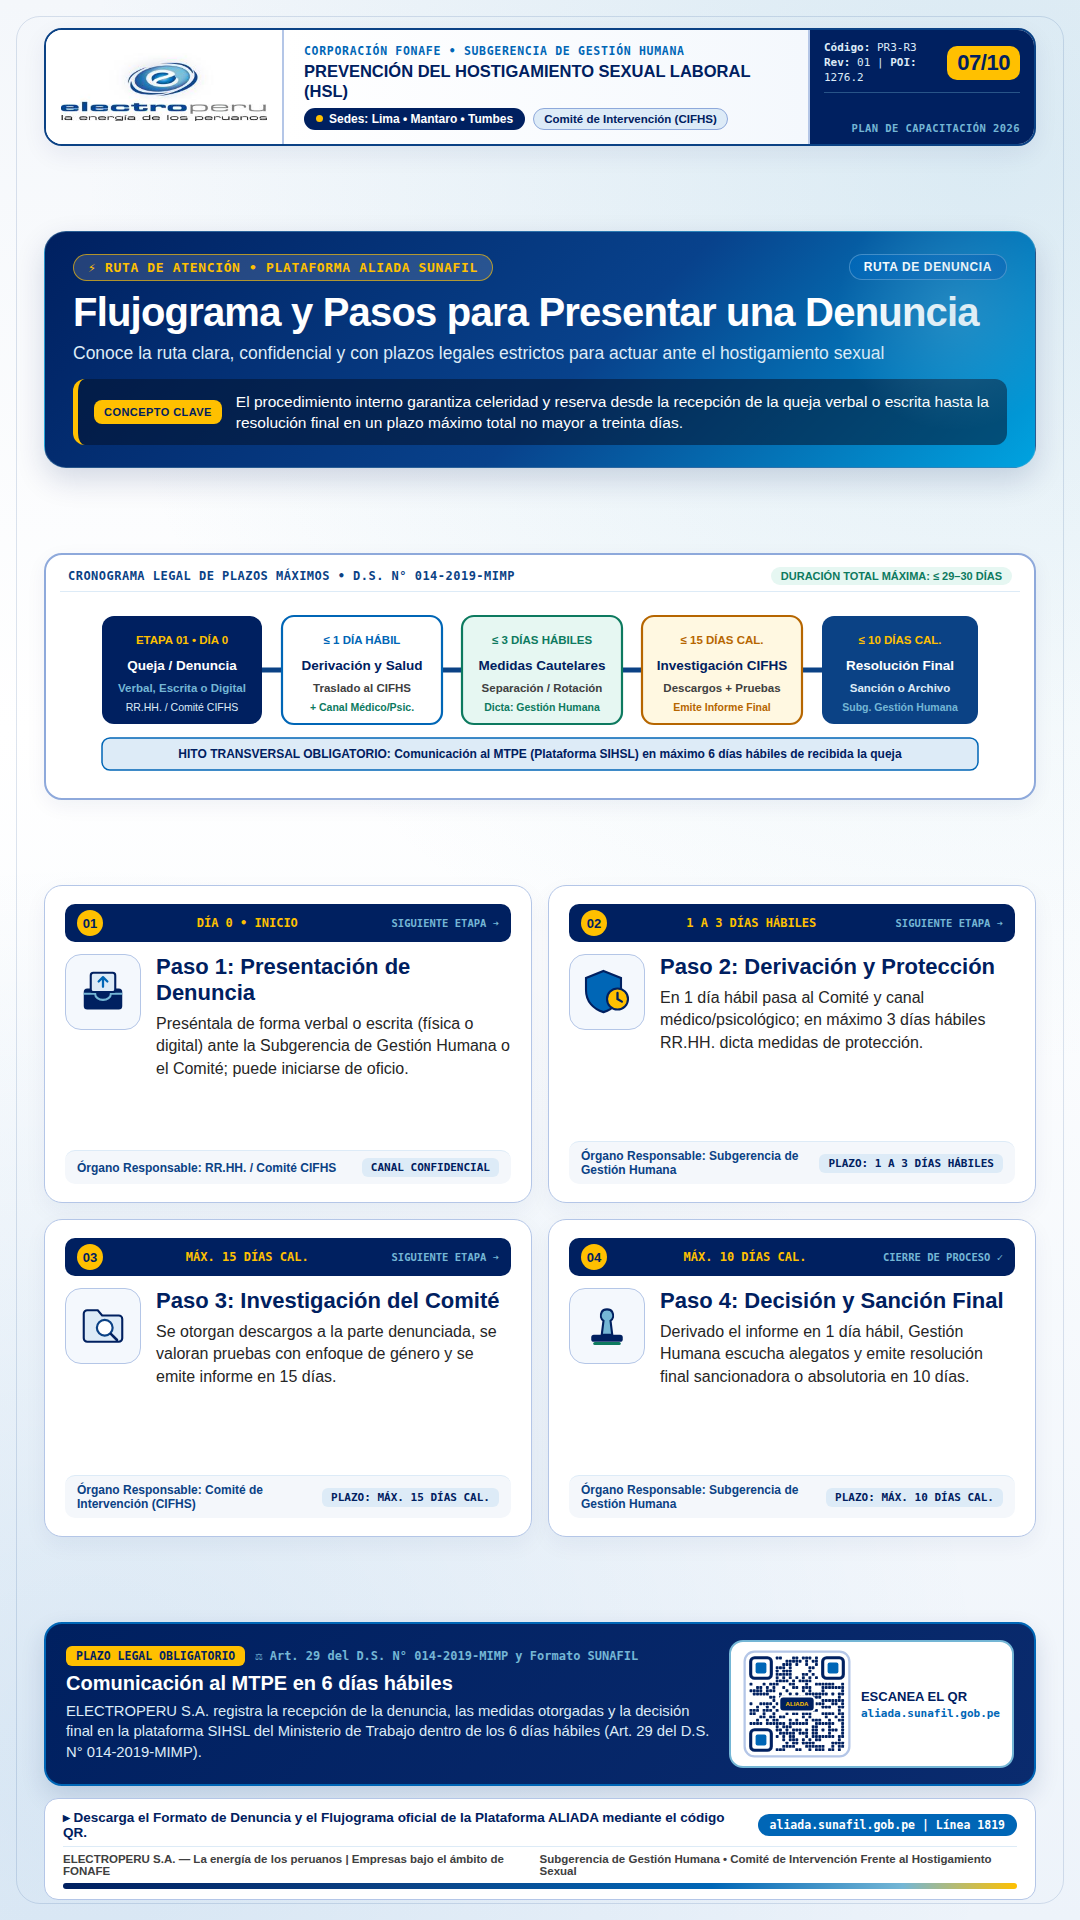 electroperu
la energía de los peruanos
CORPORACIÓN FONAFE • SUBGERENCIA DE GESTIÓN HUMANA
PREVENCIÓN DEL HOSTIGAMIENTO SEXUAL LABORAL
(HSL)
Sedes: Lima • Mantaro • Tumbes
Comité de Intervención (CIFHS)
Código: PR3-R3
Rev: 01 | POI:
1276.2
07/10
PLAN DE CAPACITACIÓN 2026
⚡ RUTA DE ATENCIÓN • PLATAFORMA ALIADA SUNAFIL
RUTA DE DENUNCIA
Flujograma y Pasos para Presentar una Denuncia
Conoce la ruta clara, confidencial y con plazos legales estrictos para actuar ante el hostigamiento sexual
CONCEPTO CLAVE
El procedimiento interno garantiza celeridad y reserva desde la recepción de la queja verbal o escrita hasta la
resolución final en un plazo máximo total no mayor a treinta días.
CRONOGRAMA LEGAL DE PLAZOS MÁXIMOS • D.S. N° 014-2019-MIMP
DURACIÓN TOTAL MÁXIMA: ≤ 29–30 DÍAS
ETAPA 01 • DÍA 0
Queja / Denuncia
Verbal, Escrita o Digital
RR.HH. / Comité CIFHS
≤ 1 DÍA HÁBIL
Derivación y Salud
Traslado al CIFHS
+ Canal Médico/Psic.
≤ 3 DÍAS HÁBILES
Medidas Cautelares
Separación / Rotación
Dicta: Gestión Humana
≤ 15 DÍAS CAL.
Investigación CIFHS
Descargos + Pruebas
Emite Informe Final
≤ 10 DÍAS CAL.
Resolución Final
Sanción o Archivo
Subg. Gestión Humana
HITO TRANSVERSAL OBLIGATORIO: Comunicación al MTPE (Plataforma SIHSL) en máximo 6 días hábiles de recibida la queja
01
DÍA 0 • INICIO
SIGUIENTE ETAPA →
Paso 1: Presentación de
Denuncia
Preséntala de forma verbal o escrita (física o
digital) ante la Subgerencia de Gestión Humana o
el Comité; puede iniciarse de oficio.
Órgano Responsable: RR.HH. / Comité CIFHS
CANAL CONFIDENCIAL
02
1 A 3 DÍAS HÁBILES
SIGUIENTE ETAPA →
Paso 2: Derivación y Protección
En 1 día hábil pasa al Comité y canal
médico/psicológico; en máximo 3 días hábiles
RR.HH. dicta medidas de protección.
Órgano Responsable: Subgerencia de
Gestión Humana
PLAZO: 1 A 3 DÍAS HÁBILES
03
MÁX. 15 DÍAS CAL.
SIGUIENTE ETAPA →
Paso 3: Investigación del Comité
Se otorgan descargos a la parte denunciada, se
valoran pruebas con enfoque de género y se
emite informe en 15 días.
Órgano Responsable: Comité de
Intervención (CIFHS)
PLAZO: MÁX. 15 DÍAS CAL.
04
MÁX. 10 DÍAS CAL.
CIERRE DE PROCESO ✓
Paso 4: Decisión y Sanción Final
Derivado el informe en 1 día hábil, Gestión
Humana escucha alegatos y emite resolución
final sancionadora o absolutoria en 10 días.
Órgano Responsable: Subgerencia de
Gestión Humana
PLAZO: MÁX. 10 DÍAS CAL.
PLAZO LEGAL OBLIGATORIO
⚖ Art. 29 del D.S. N° 014-2019-MIMP y Formato SUNAFIL
Comunicación al MTPE en 6 días hábiles
ELECTROPERU S.A. registra la recepción de la denuncia, las medidas otorgadas y la decisión
final en la plataforma SIHSL del Ministerio de Trabajo dentro de los 6 días hábiles (Art. 29 del D.S.
N° 014-2019-MIMP).
ALIADA
ESCANEA EL QR
aliada.sunafil.gob.pe
▸ Descarga el Formato de Denuncia y el Flujograma oficial de la Plataforma ALIADA mediante el código
QR.
aliada.sunafil.gob.pe | Línea 1819
ELECTROPERU S.A. — La energía de los peruanos | Empresas bajo el ámbito de
FONAFE
Subgerencia de Gestión Humana • Comité de Intervención Frente al Hostigamiento
Sexual